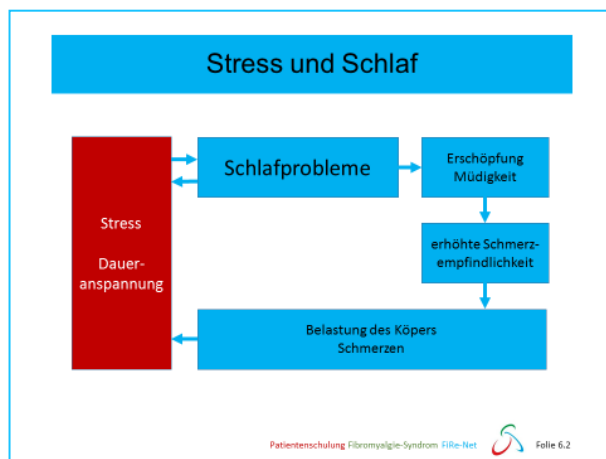 Stress und Schlaf
Stress
Dauer-
anspannung
Schlafprobleme
Erschöpfung
Müdigkeit
erhöhte Schmerz-
empfindlichkeit
Belastung des Köpers
Schmerzen
Patientenschulung Fibromyalgie-Syndrom FiRe-Net Folie 6.2